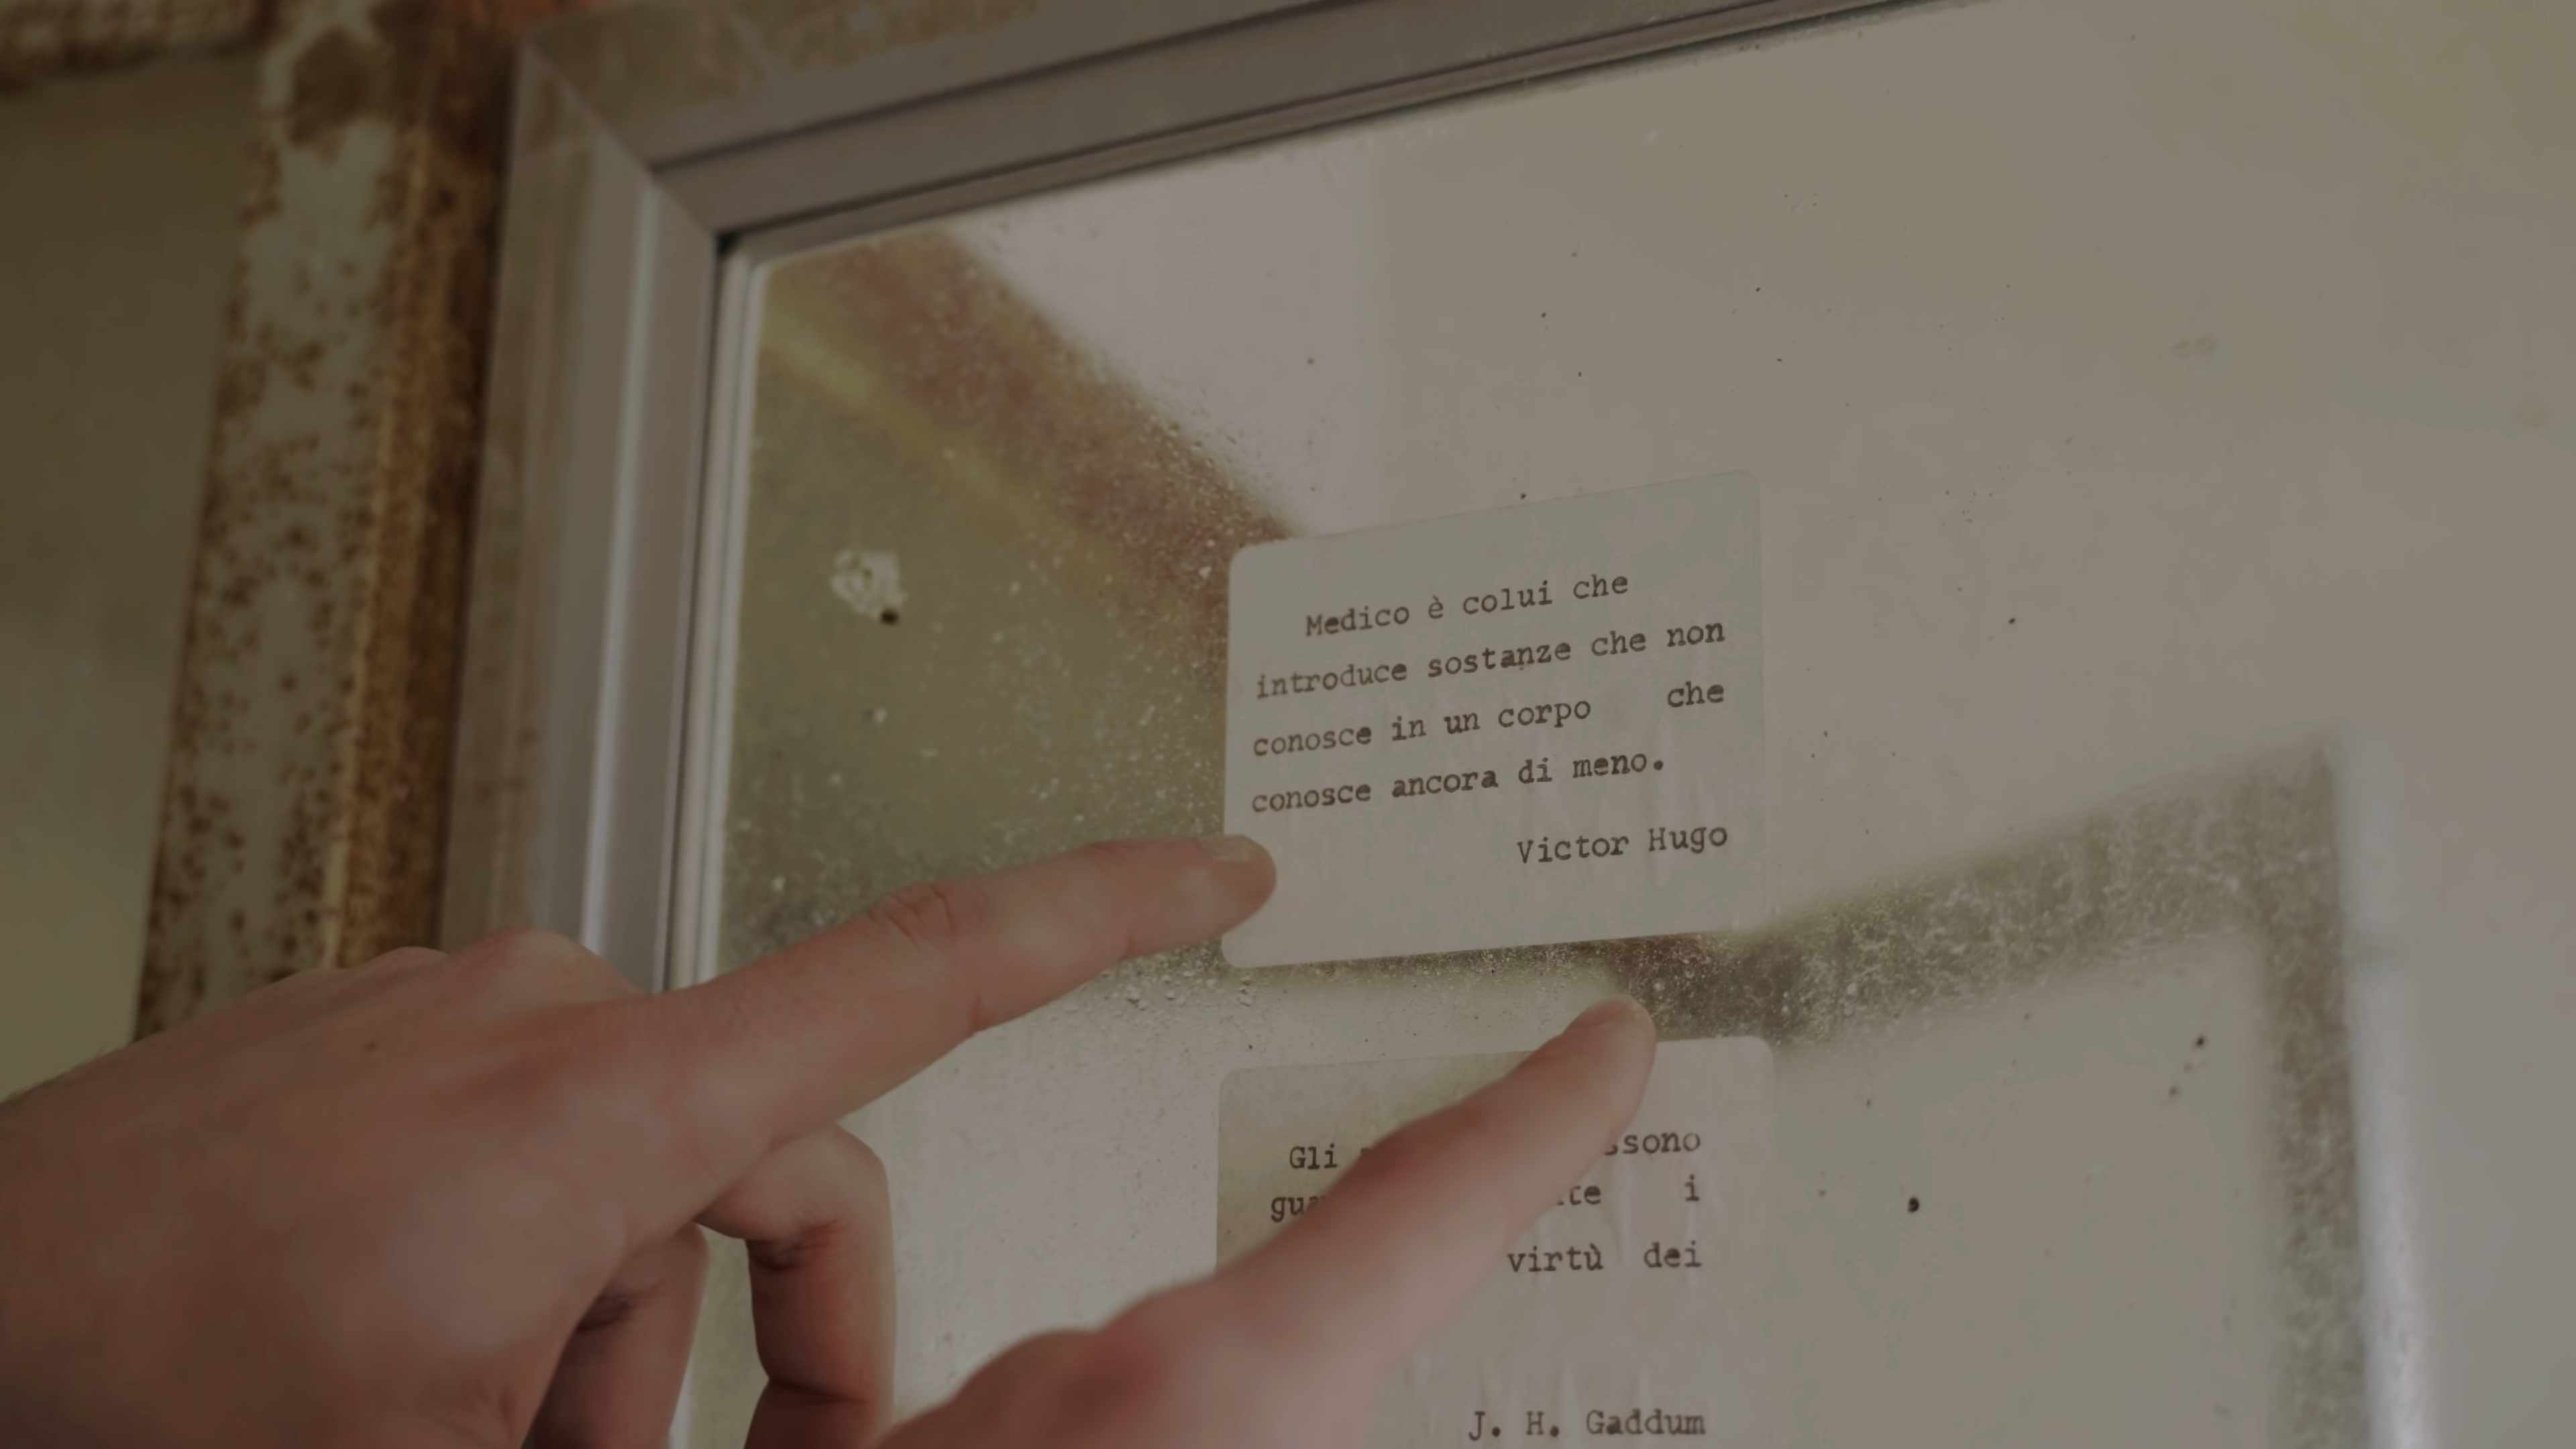 Medico è colui che
introduce sostanze che non
conosce in un corpo che
conosce ancora di meno.
Victor Hugo
Gli
i
virtù dei
J. H. Gaddum